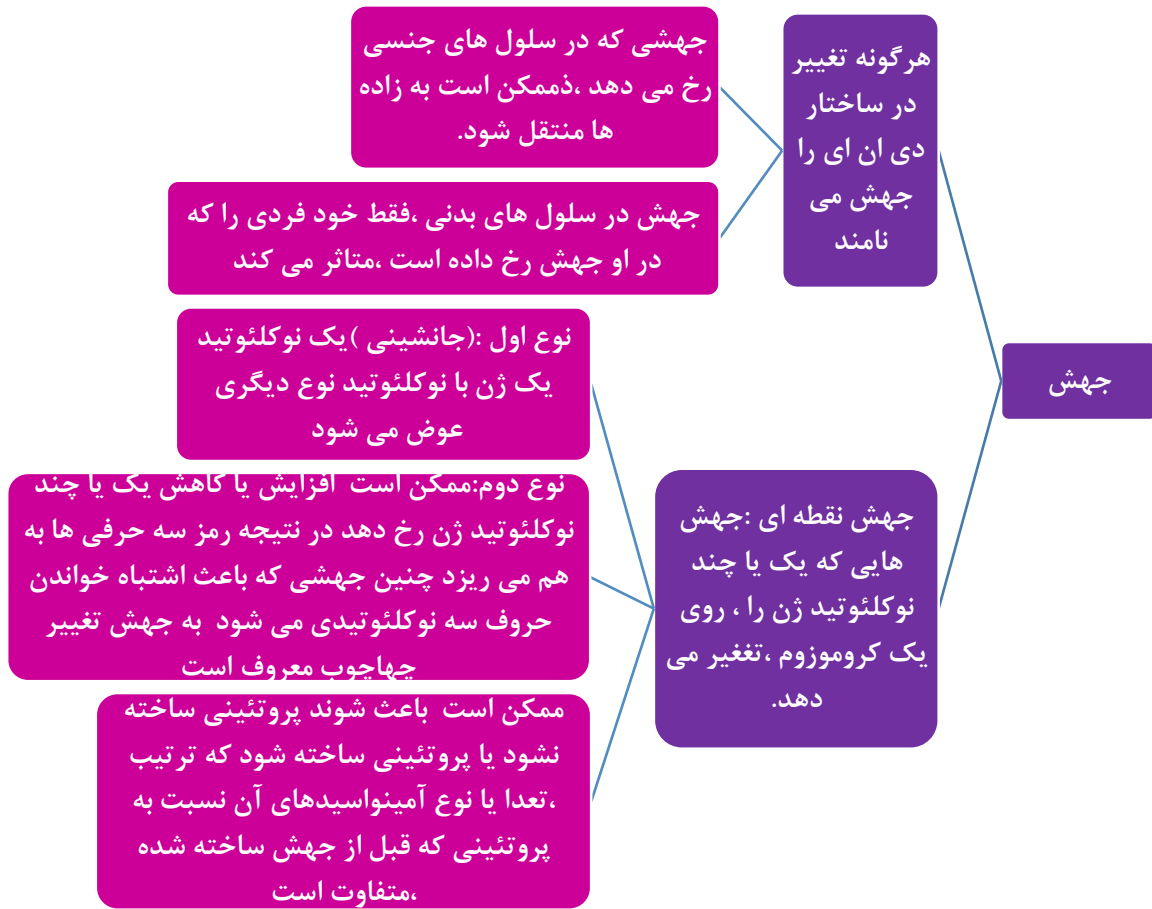 جهش
هرگونه تغییر
در ساختار
دی ان ای را
جهش می
نامند
جهشی که در سلول های جنسی
رخ می دهد ،ذممکن است به زاده
ها منتقل شود.
جهش در سلول های بدنی ،فقط خود فردی را که
در او جهش رخ داده است ،متاثر می کند
جهش نقطه ای :جهش
هایی که یک یا چند
نوکلئوتید ژن را ، روی
یک کروموزوم ،تغغیر می
دهد.
نوع اول :(جانشینی )یک نوکلئوتید
یک ژن با نوکلئوتید نوع دیگری
عوض می شود
نوع دوم:ممکن است افزایش یا کاهش یک یا چند
نوکلئوتید ژن رخ دهد در نتیجه رمز سه حرفی ها به
هم می ریزد چنین جهشی که باعث اشتباه خواندن
حروف سه نوکلئوتیدی می شود به جهش تغییر
چهاچوب معروف است
ممکن است باعث شوند پروتئینی ساخته
نشود یا پروتئینی ساخته شود که ترتیب
،تعدا یا نوع آمینواسیدهای آن نسبت به
پروتئینی که قبل از جهش ساخته شده
،متفاوت است